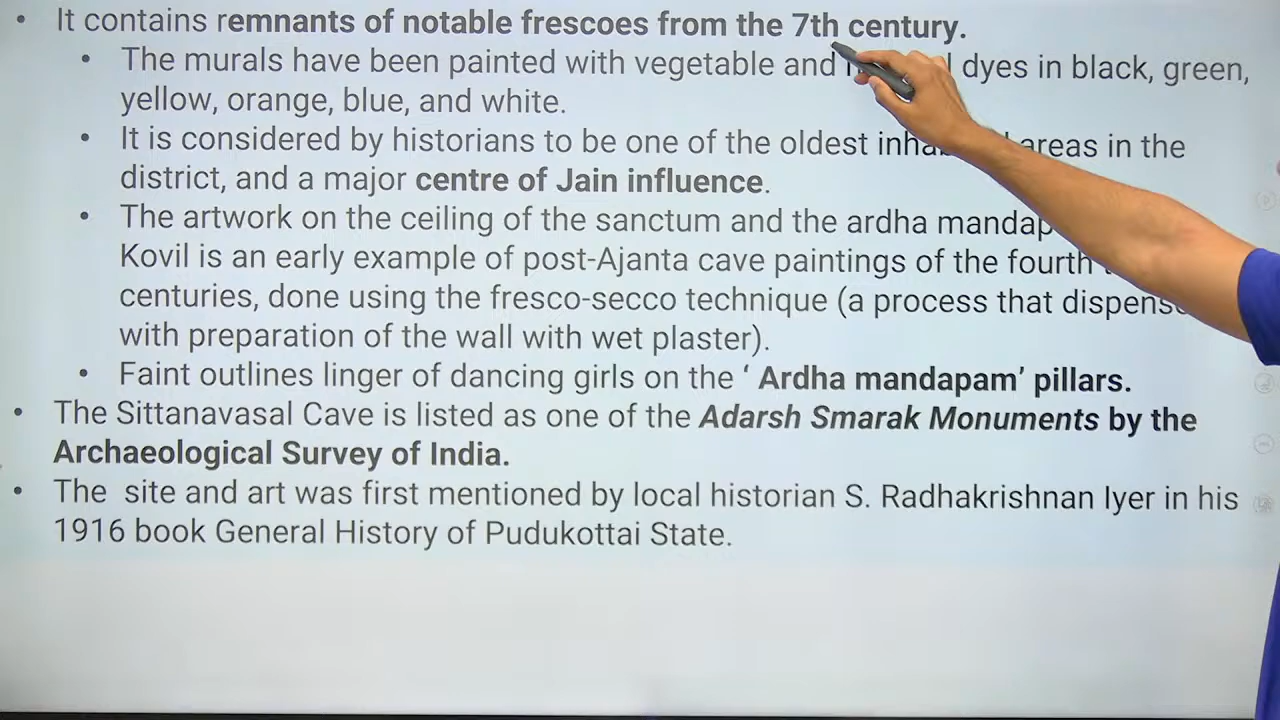 • It contains remnants of notable frescoes from the 7th century.
• The murals have been painted with vegetable and dyes in black, green,
yellow, orange, blue, and white.
• It is considered by historians to be one of the oldest areas in the
district, and a major centre of Jain influence.
• The artwork on the ceiling of the sanctum and the ardha
Kovil is an early example of post-Ajanta cave paintings of the fourth
centuries, done using the fresco-secco technique (a process that
with preparation of the wall with wet plaster).
• Faint outlines linger of dancing girls on the ‘ Ardha mandapam’ pillars.
• The Sittanavasal Cave is listed as one of the Adarsh Smarak Monuments by the
Archaeological Survey of India.
• The site and art was first mentioned by local historian S. Radhakrishnan Iyer in his
1916 book General History of Pudukottai State.